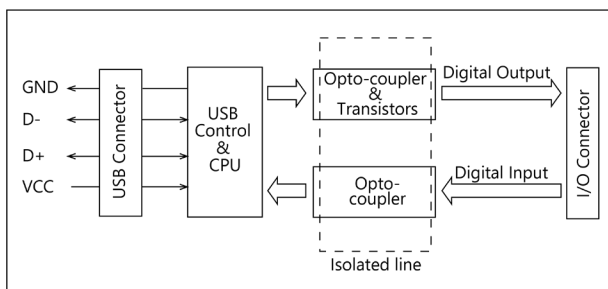 GND
D-
D+
VCC
USB Connector
USB
Control
&
CPU
Opto-coupler
&
Transistors
Digital Output
Opto-
coupler
Digital Input
I/O Connector
Isolated line